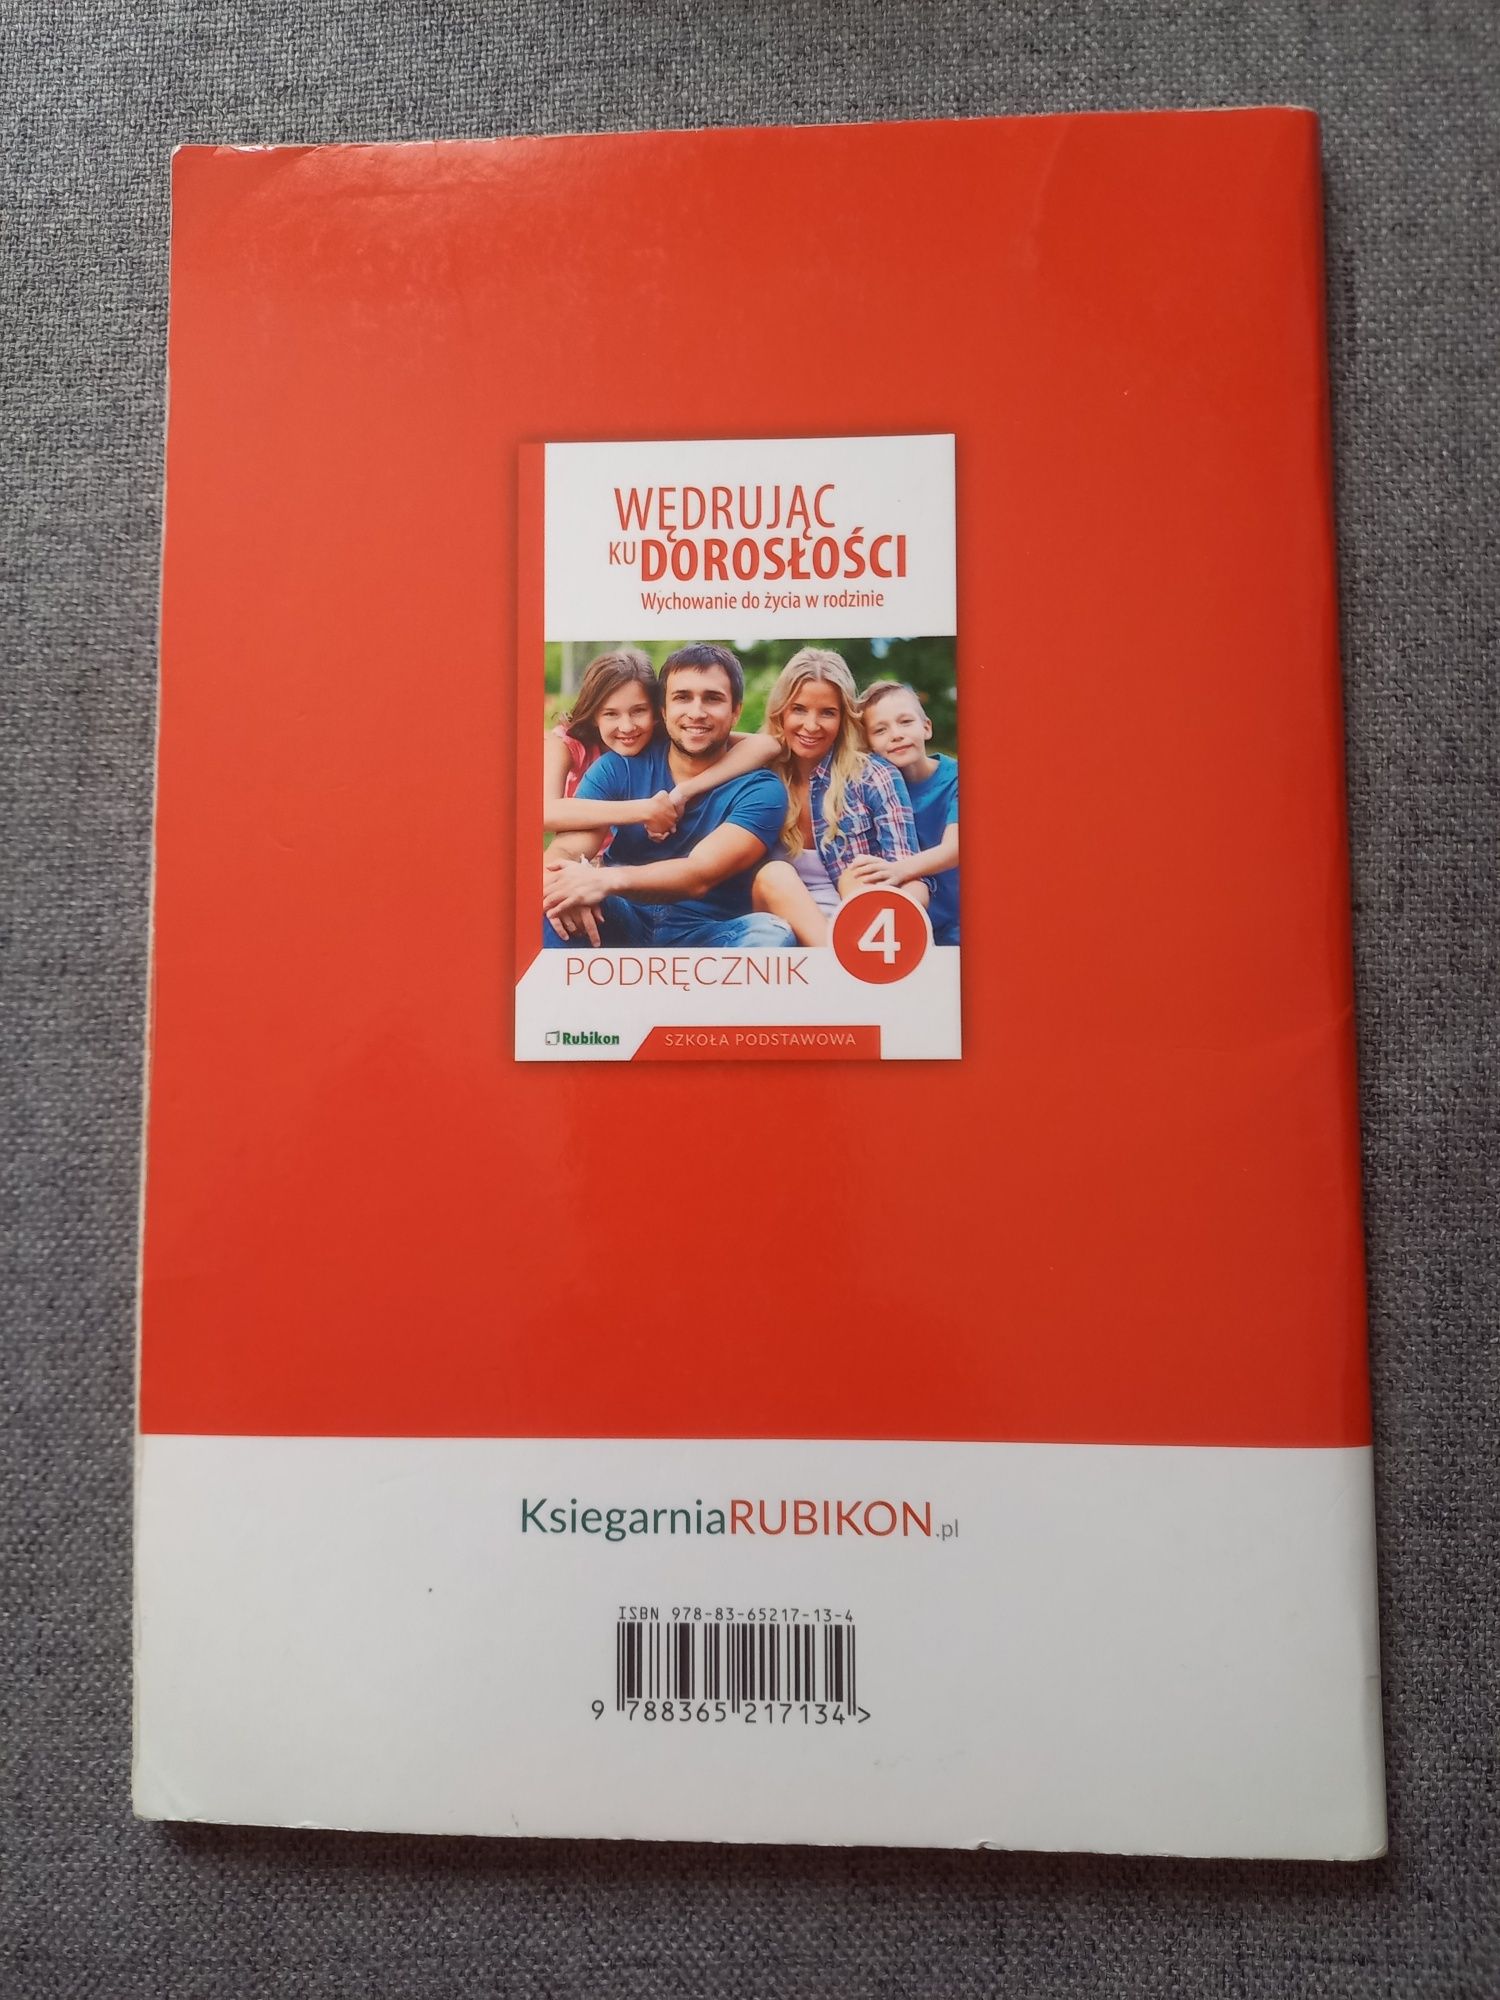 WĘDRUJĄC
KU DOROSŁOŚCI
Wychowanie do życia w rodzinie
4
PODRĘCZNIK
Rubikon
SZKOŁA PODSTAWOWA
KsiegarniaRUBIKON.pl
ISBN 978-83-65217-13-4
9 788365 217134 >